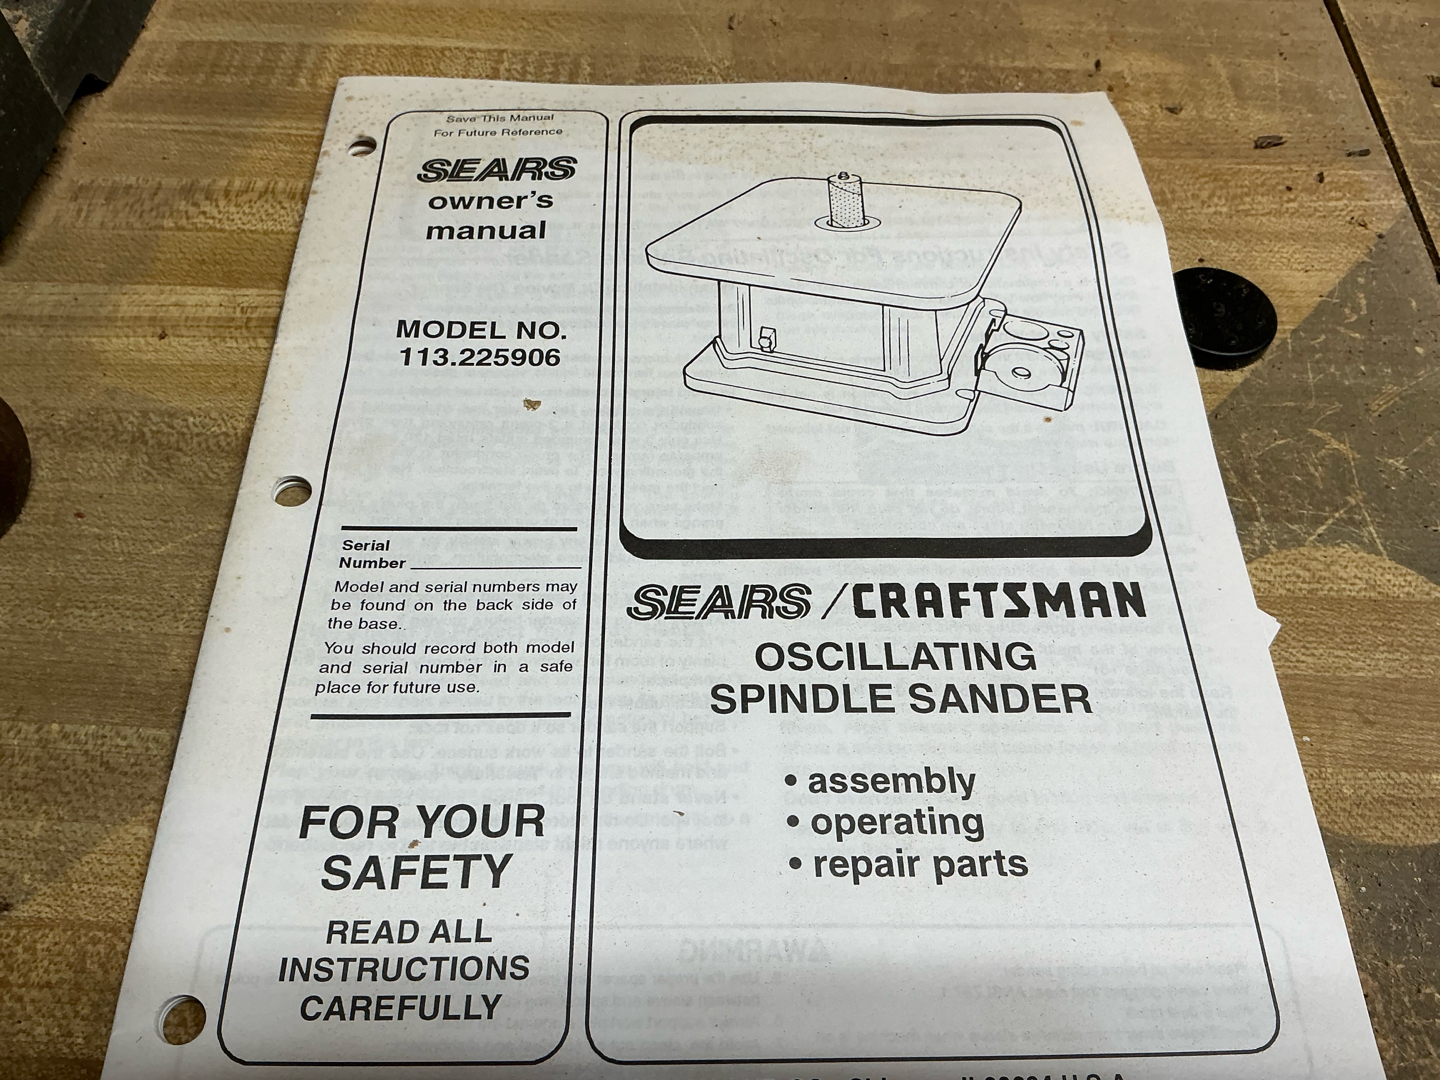 Save This Manual
For Future Reference
SEARS
owner's
manual
MODEL NO.
113.225906
Serial
Number
Model and serial numbers may
be found on the back side of
the base.
You should record both model
and serial number in a safe
place for future use.
FOR YOUR
SAFETY
READ ALL
INSTRUCTIONS
CAREFULLY
SEARS / CRAFTSMAN
OSCILLATING
SPINDLE SANDER
• assembly
• operating
• repair parts